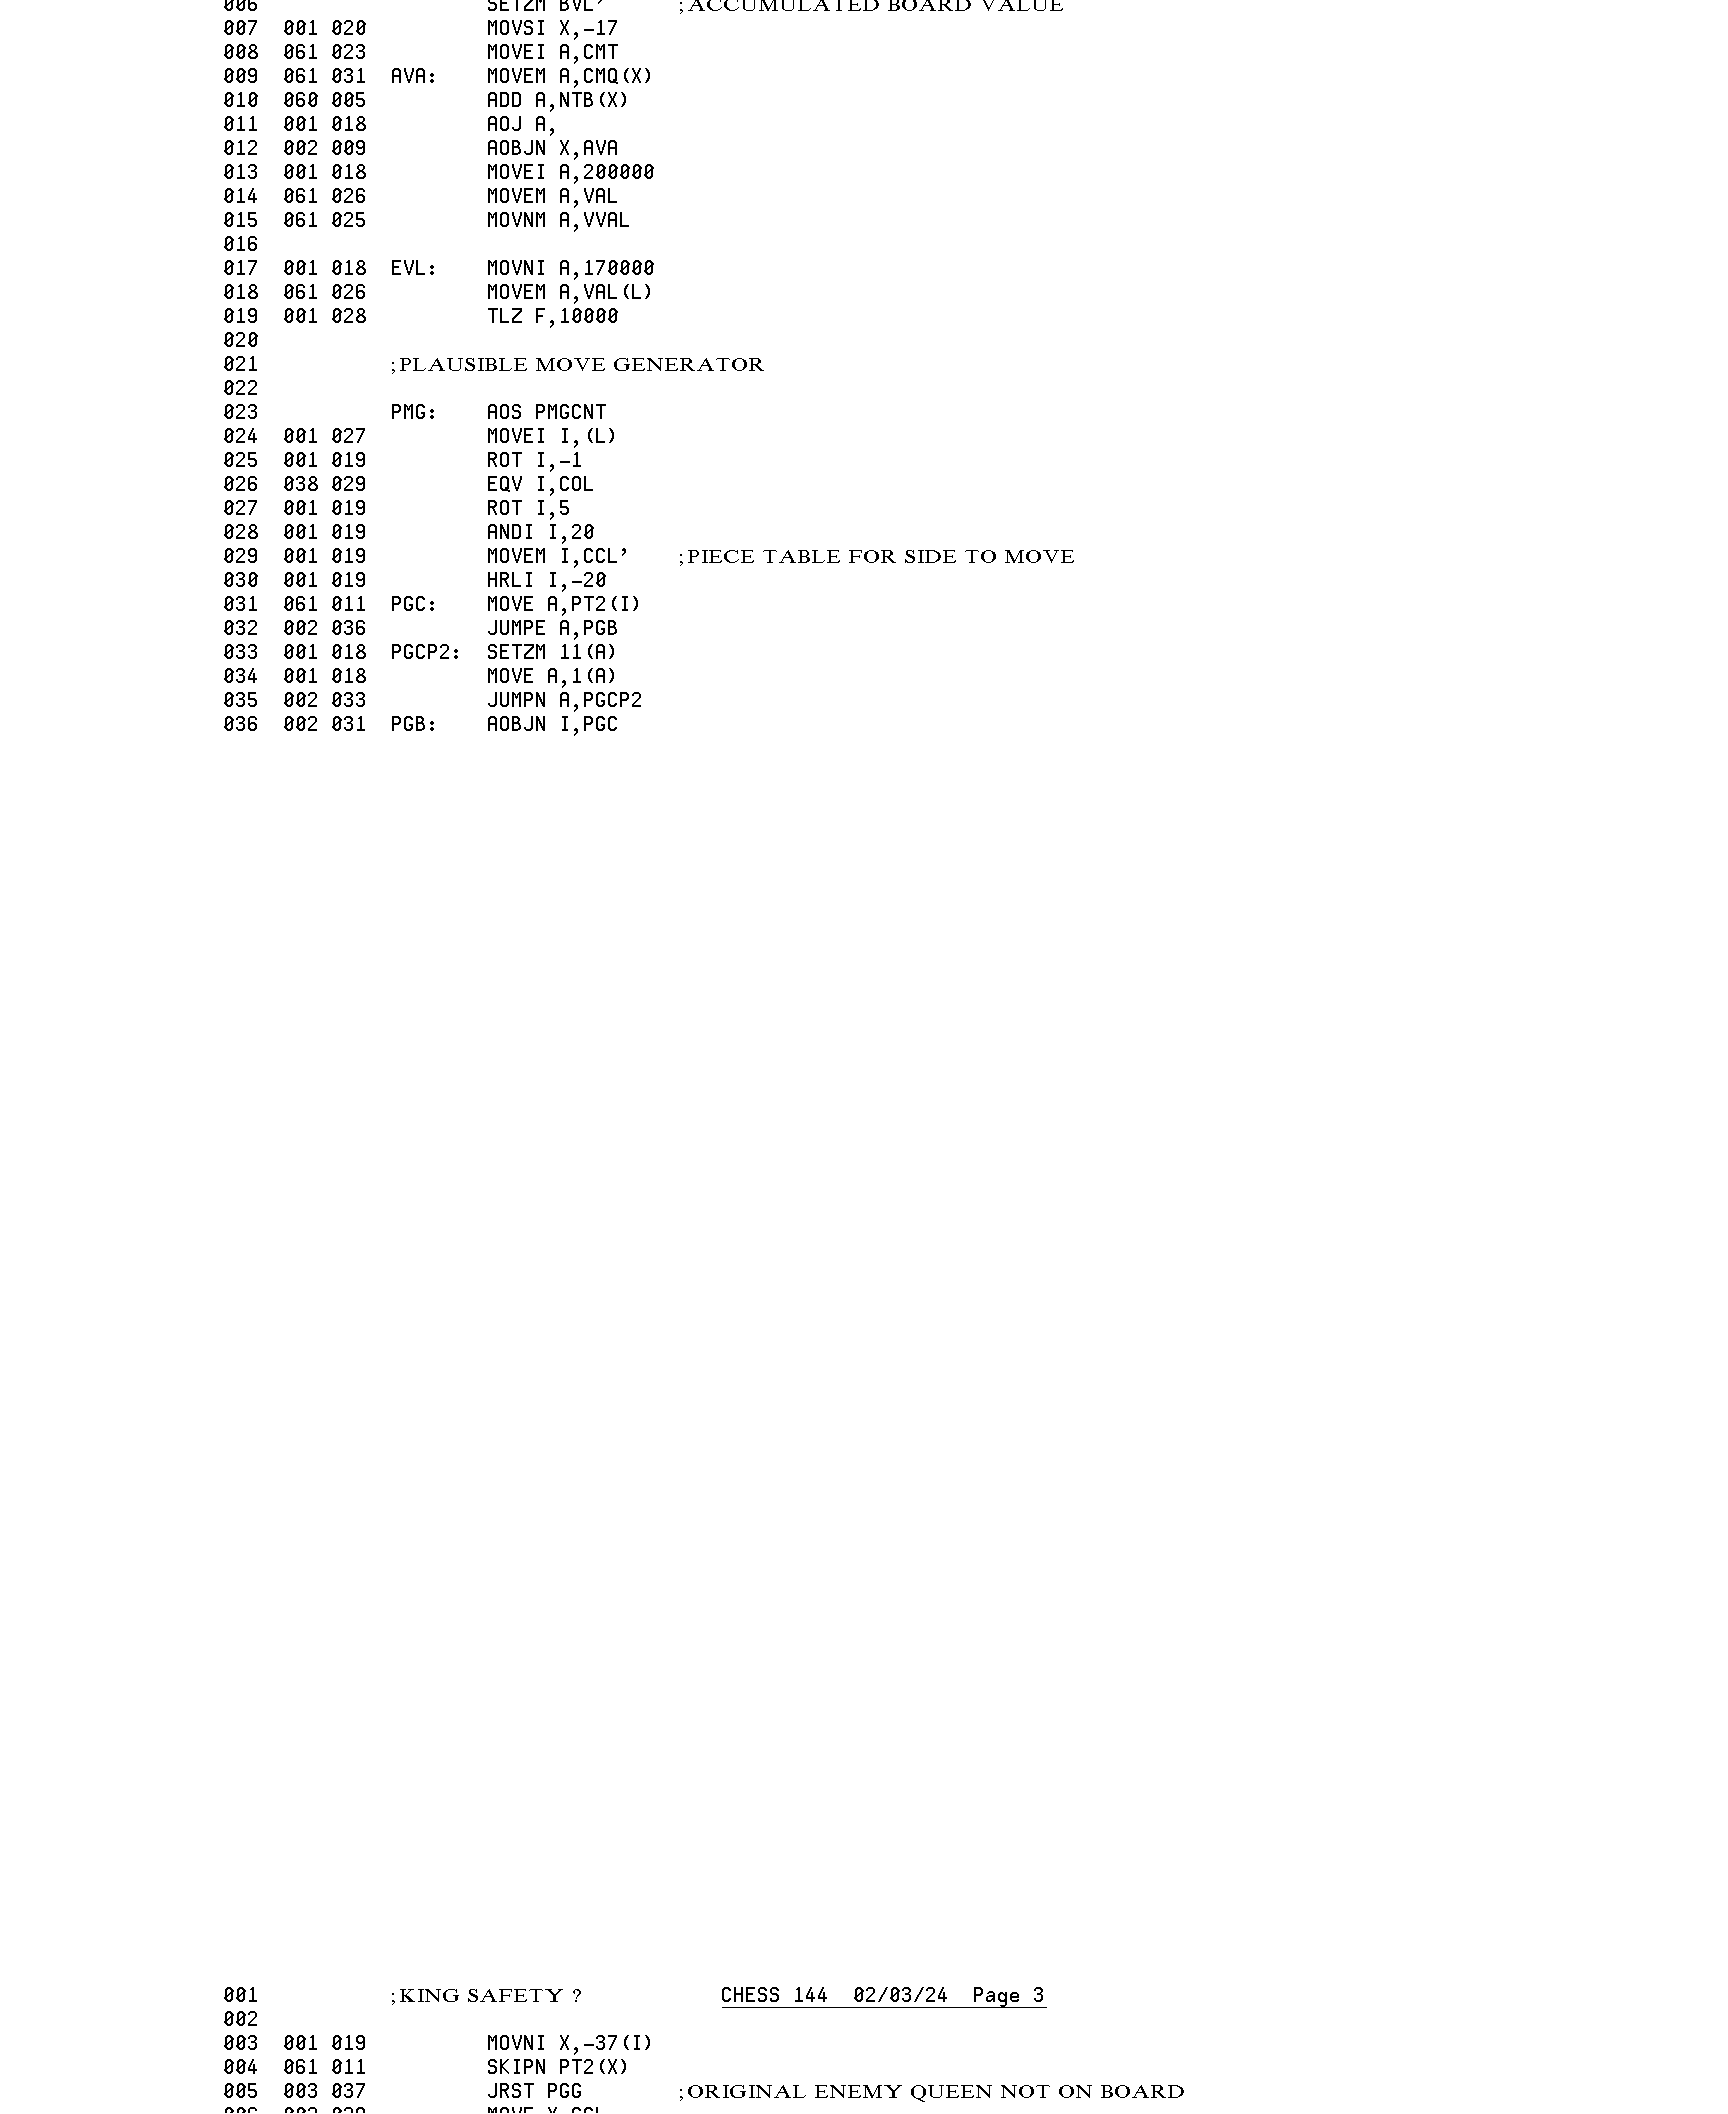 006 SETZM BVL’ ;ACCUMULATED BOARD VALUE
007 001 020 MOVSI X,-17
008 061 023 MOVEI A,CMT
009 061 031 AVA: MOVEM A,CMQ(X)
010 060 005 ADD A,NTB(X)
011 001 018 AOJ A,
012 002 009 AOBJN X,AVA
013 001 018 MOVEI A,200000
014 061 026 MOVEM A,VAL
015 061 025 MOVNM A,VVAL
016
017 001 018 EVL: MOVNI A,170000
018 061 026 MOVEM A,VAL(L)
019 001 028 TLZ F,10000
020
021 ;PLAUSIBLE MOVE GENERATOR
022
023 PMG: AOS PMGCNT
024 001 027 MOVEI I,(L)
025 001 019 ROT I,-1
026 038 029 EQV I,COL
027 001 019 ROT I,5
028 001 019 ANDI I,20
029 001 019 MOVEM I,CCL’ ;PIECE TABLE FOR SIDE TO MOVE
030 001 019 HRLI I,-20
031 061 011 PGC: MOVE A,PT2(I)
032 002 036 JUMPE A,PGB
033 001 018 PGCP2: SETZM 11(A)
034 001 018 MOVE A,1(A)
035 002 033 JUMPN A,PGCP2
036 002 031 PGB: AOBJN I,PGC
001 ;KING SAFETY ? CHESS 144 02/03/24 Page 3
002
003 001 019 MOVNI X,-37(I)
004 061 011 SKIPN PT2(X)
005 003 037 JRST PGG ;ORIGINAL ENEMY QUEEN NOT ON BOARD